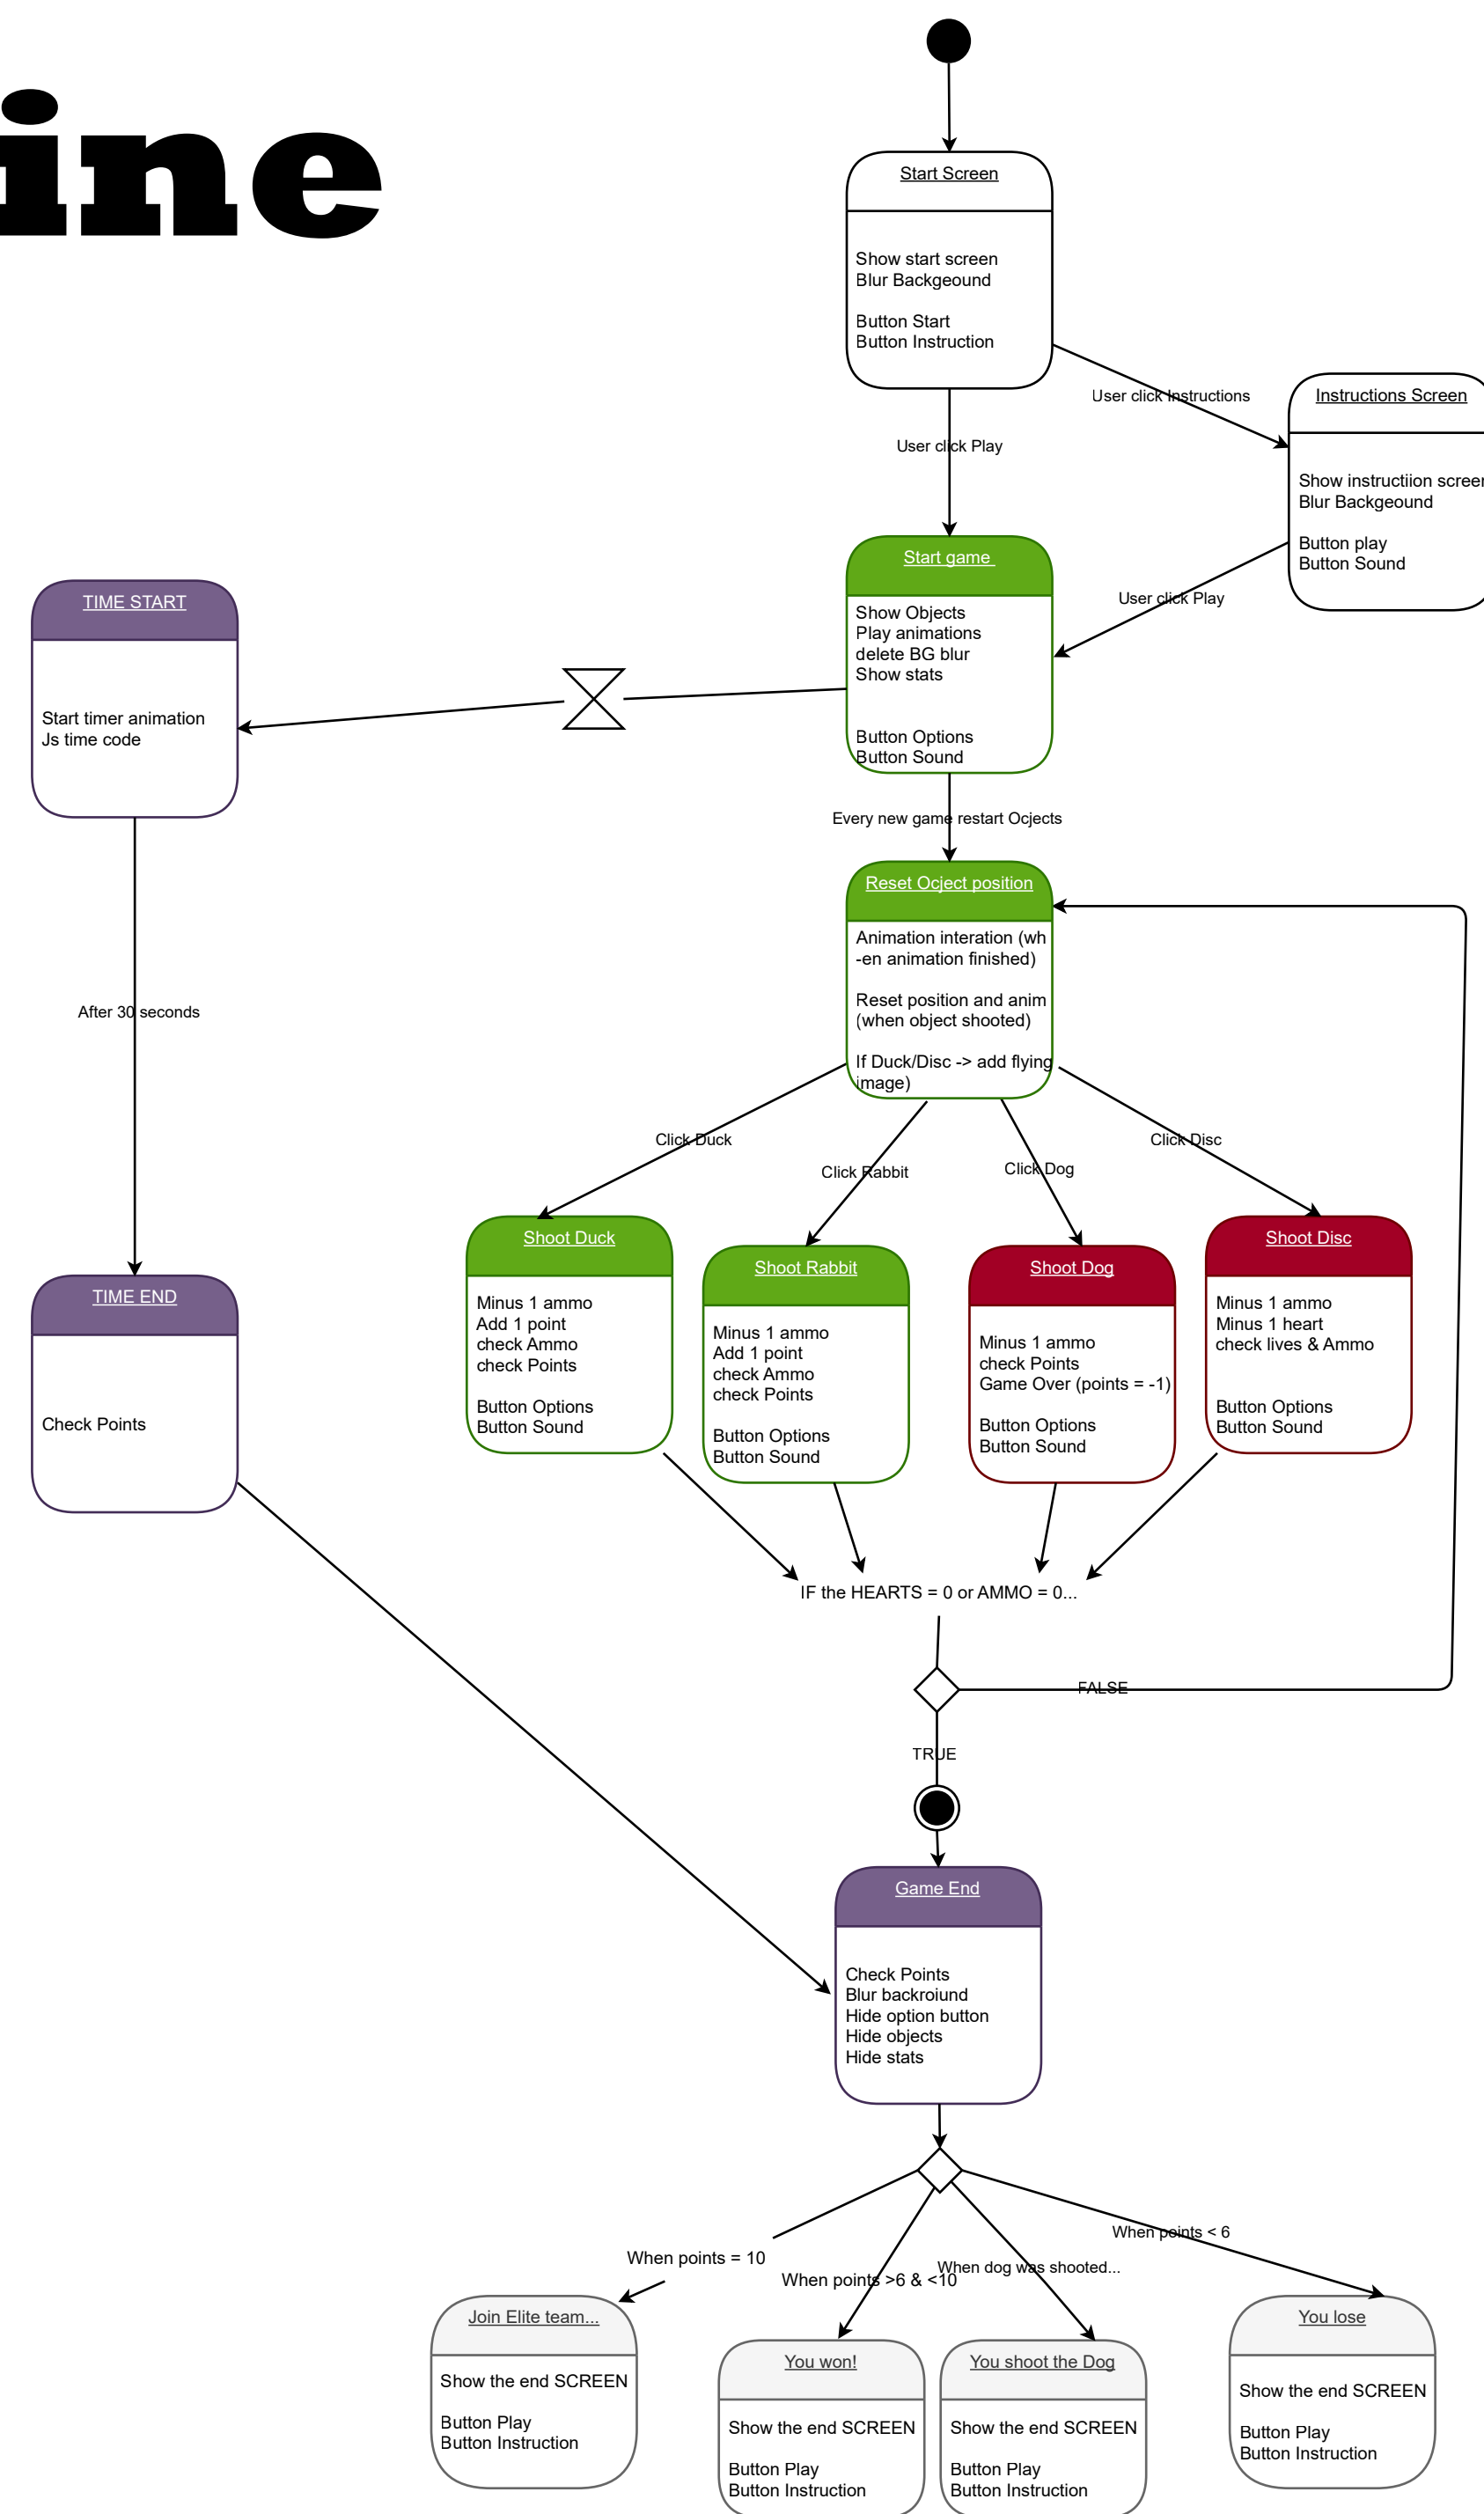 ine
Start Screen
Show start screen
Blur Backgeound
Button Start
Button Instruction
User click Instructions
Instructions Screen
Show instructiion screen
Blur Backgeound
Button play
Button Sound
User click Play
User click Play
Start game
Show Objects
Play animations
delete BG blur
Show stats
Button Options
Button Sound
TIME START
Start timer animation
Js time code
Every new game restart Ocjects
Reset Ocject position
Animation interation (wh
-en animation finished)
Reset position and anim
(when object shooted)
If Duck/Disc -> add flying
image)
After 30 seconds
Click Duck
Click Rabbit
Click Dog
Click Disc
Shoot Duck
Minus 1 ammo
Add 1 point
check Ammo
check Points
Button Options
Button Sound
Shoot Rabbit
Minus 1 ammo
Add 1 point
check Ammo
check Points
Button Options
Button Sound
Shoot Dog
Minus 1 ammo
check Points
Game Over (points = -1)
Button Options
Button Sound
Shoot Disc
Minus 1 ammo
Minus 1 heart
check lives & Ammo
Button Options
Button Sound
TIME END
Check Points
IF the HEARTS = 0 or AMMO = 0...
FALSE
TRUE
Game End
Check Points
Blur backroiund
Hide option button
Hide objects
Hide stats
When points = 10
When points >6 & <10
When dog was shooted...
When points < 6
Join Elite team...
Show the end SCREEN
Button Play
Button Instruction
You won!
Show the end SCREEN
Button Play
Button Instruction
You shoot the Dog
Show the end SCREEN
Button Play
Button Instruction
You lose
Show the end SCREEN
Button Play
Button Instruction